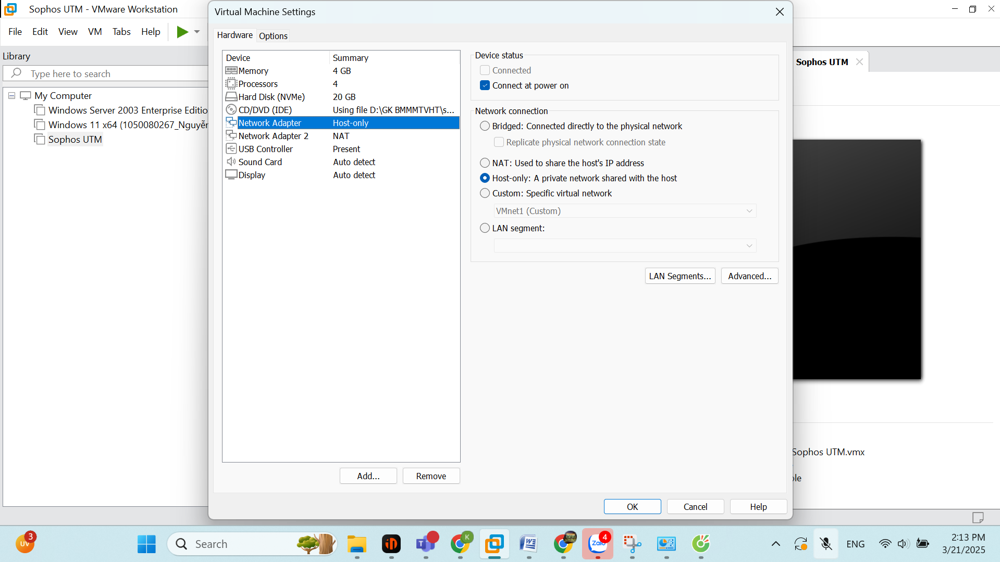 Sophos UTM - VMware Workstation
File Edit View VM Tabs Help
Library
Type here to search
My Computer
Windows Server 2003 Enterprise Editio
Windows 11 x64 (1050080267_Nguyễn
Sophos UTM
Virtual Machine Settings
Hardware Options
Device Summary
Memory 4 GB
Processors 4
Hard Disk (NVMe) 20 GB
CD/DVD (IDE) Using file D:\GK BMMMTVHT\s...
Network Adapter Host-only
Network Adapter 2 NAT
USB Controller Present
Sound Card Auto detect
Display Auto detect
Add... Remove
Device status
Connected
Connect at power on
Network connection
Bridged: Connected directly to the physical network
Replicate physical network connection state
NAT: Used to share the host's IP address
Host-only: A private network shared with the host
Custom: Specific virtual network
VMnet1 (Custom)
LAN segment:
LAN Segments... Advanced...
OK Cancel Help
Sophos UTM
Sophos UTM.vmx
ole
UV 3
Search
T
K
W
Zalo 4
ENG
2:13 PM
3/21/2025